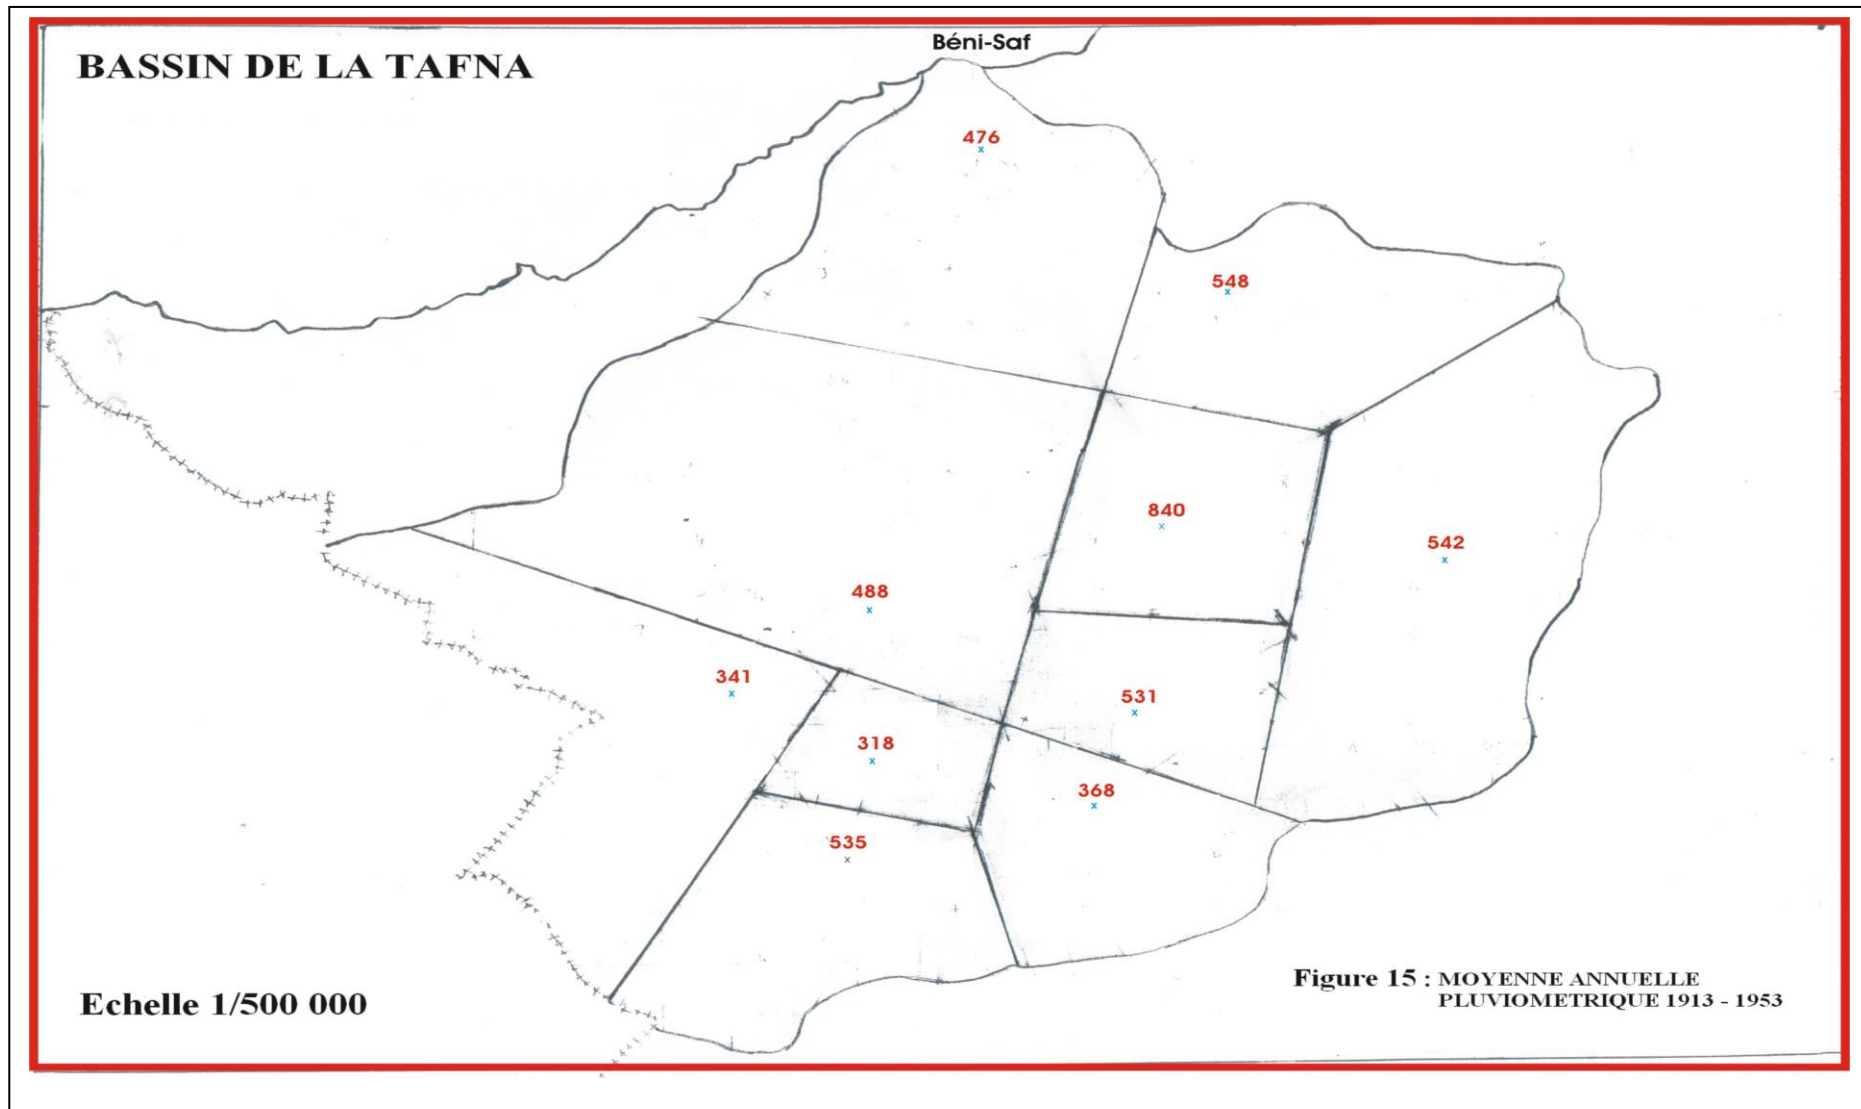 Béni-Saf
BASSIN DE LA TAFNA
476
548
840
542
488
341
531
318
368
535
Figure 15 : MOYENNE ANNUELLE
PLUVIOMETRIQUE 1913 - 1953
Echelle 1/500 000